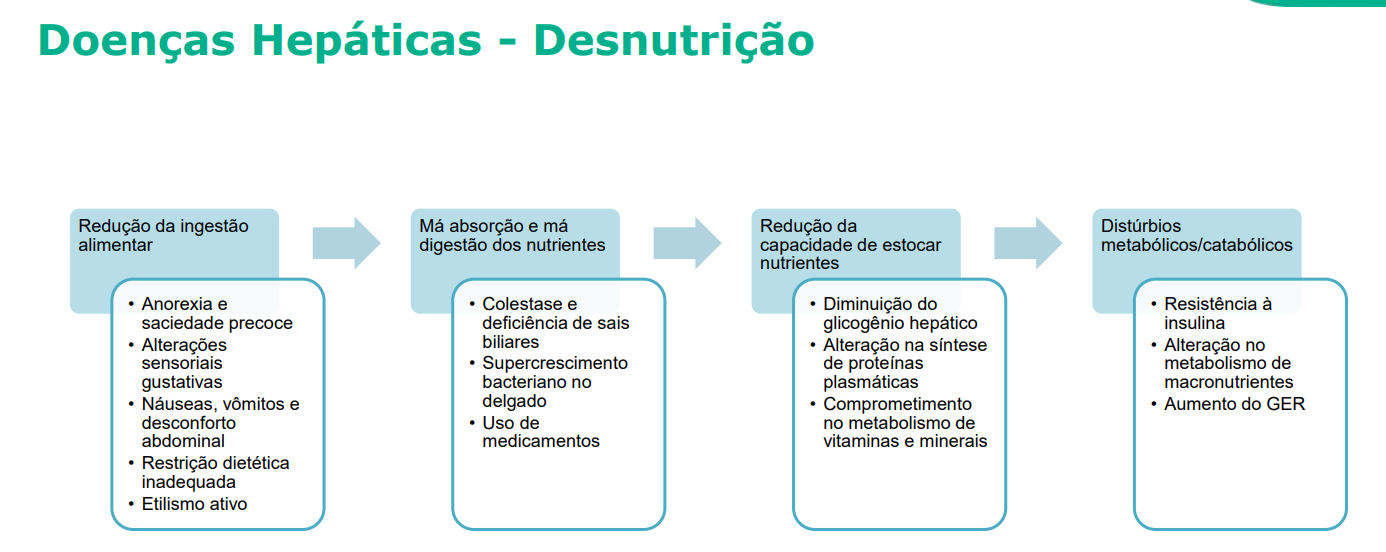 Doenças Hepáticas - Desnutrição
Redução da ingestão
alimentar
• Anorexia e
saciedade precoce
• Alterações
sensoriais
gustativas
• Náuseas, vômitos e
desconforto
abdominal
• Restrição dietética
inadequada
• Etilismo ativo
Má absorção e má
digestão dos nutrientes
• Colestase e
deficiência de sais
biliares
• Supercrescimento
bacteriano no
delgado
• Uso de
medicamentos
Redução da
capacidade de estocar
nutrientes
• Diminuição do
glicogênio hepático
• Alteração na síntese
de proteínas
plasmáticas
• Comprometimento
no metabolismo de
vitaminas e minerais
Distúrbios
metabólicos/catabólicos
• Resistência à
insulina
• Alteração no
metabolismo de
macronutrientes
• Aumento do GER